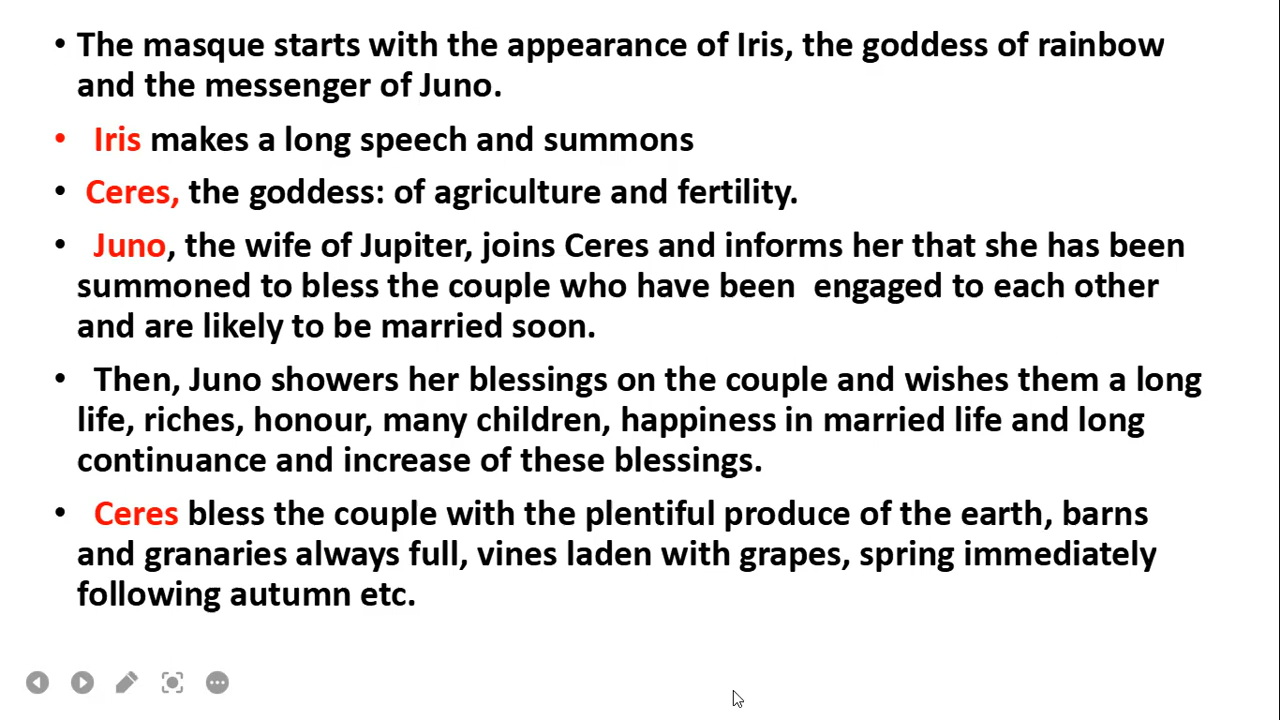 • The masque starts with the appearance of Iris, the goddess of rainbow
and the messenger of Juno.
• Iris makes a long speech and summons
• Ceres, the goddess: of agriculture and fertility.
• Juno, the wife of Jupiter, joins Ceres and informs her that she has been
summoned to bless the couple who have been engaged to each other
and are likely to be married soon.
• Then, Juno showers her blessings on the couple and wishes them a long
life, riches, honour, many children, happiness in married life and long
continuance and increase of these blessings.
• Ceres bless the couple with the plentiful produce of the earth, barns
and granaries always full, vines laden with grapes, spring immediately
following autumn etc.